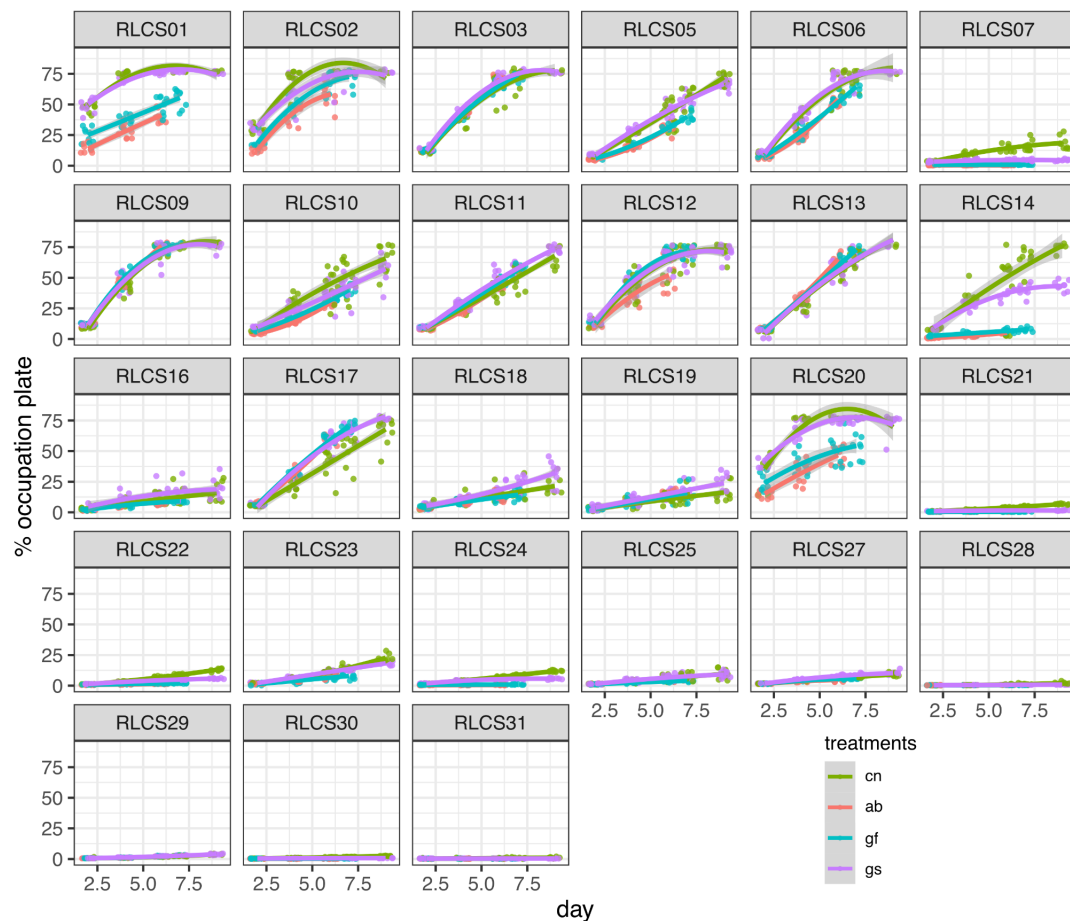 RLCS01 RLCS02 RLCS03 RLCS05 RLCS06 RLCS07
75
50
25
0
RLCS09 RLCS10 RLCS11 RLCS12 RLCS13 RLCS14
75
50
25
0
RLCS16 RLCS17 RLCS18 RLCS19 RLCS20 RLCS21
75
50
25
0
% occupation plate
RLCS22 RLCS23 RLCS24 RLCS25 RLCS27 RLCS28
75
50
25
0
2.5 5.0 7.5 2.5 5.0 7.5 2.5 5.0 7.5
RLCS29 RLCS30 RLCS31
75
50
25
0
2.5 5.0 7.5 2.5 5.0 7.5 2.5 5.0 7.5
day
treatments
cn
ab
gf
gs